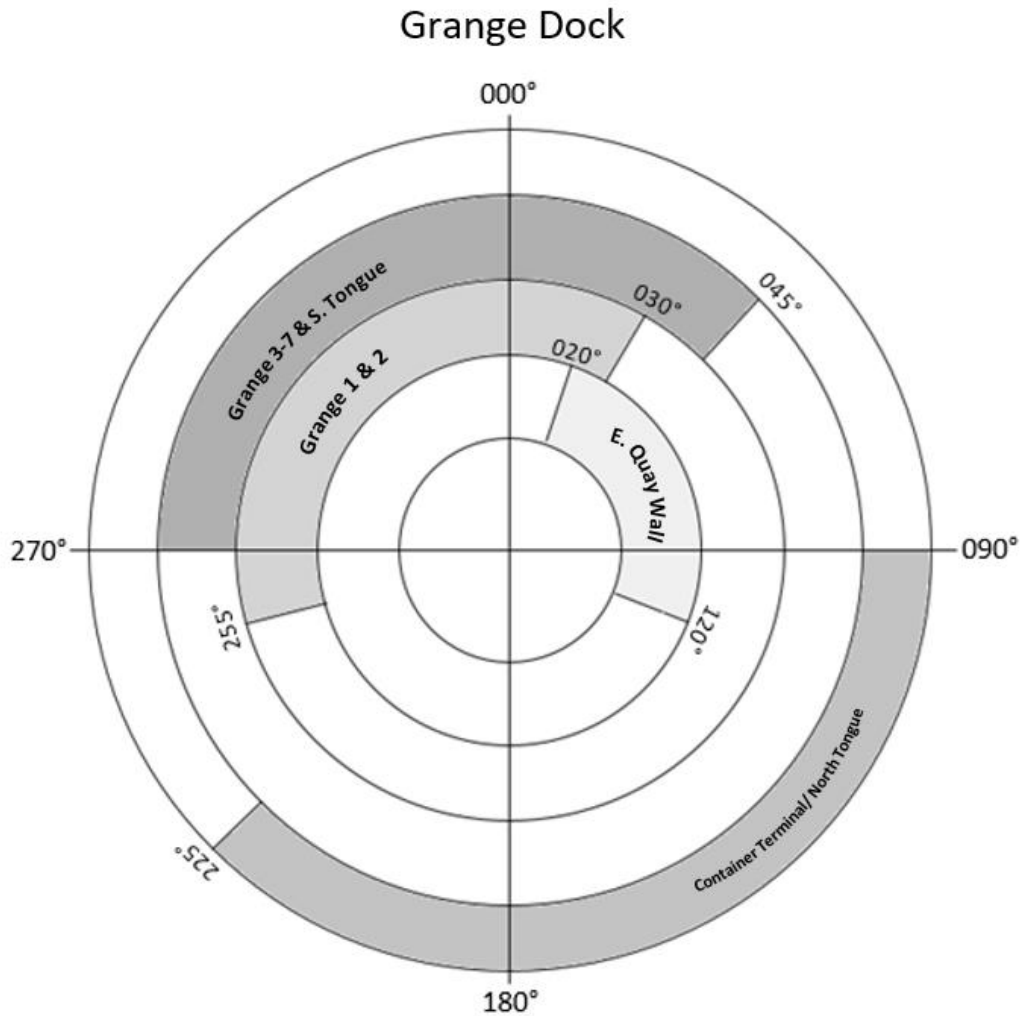 Grange Dock
000°
045°
030°
020°
Grange 3-7 & S. Tongue
Grange 1 & 2
E. Quay Wall
270°
090°
255°
120°
Container Terminal/ North Tongue
225°
180°